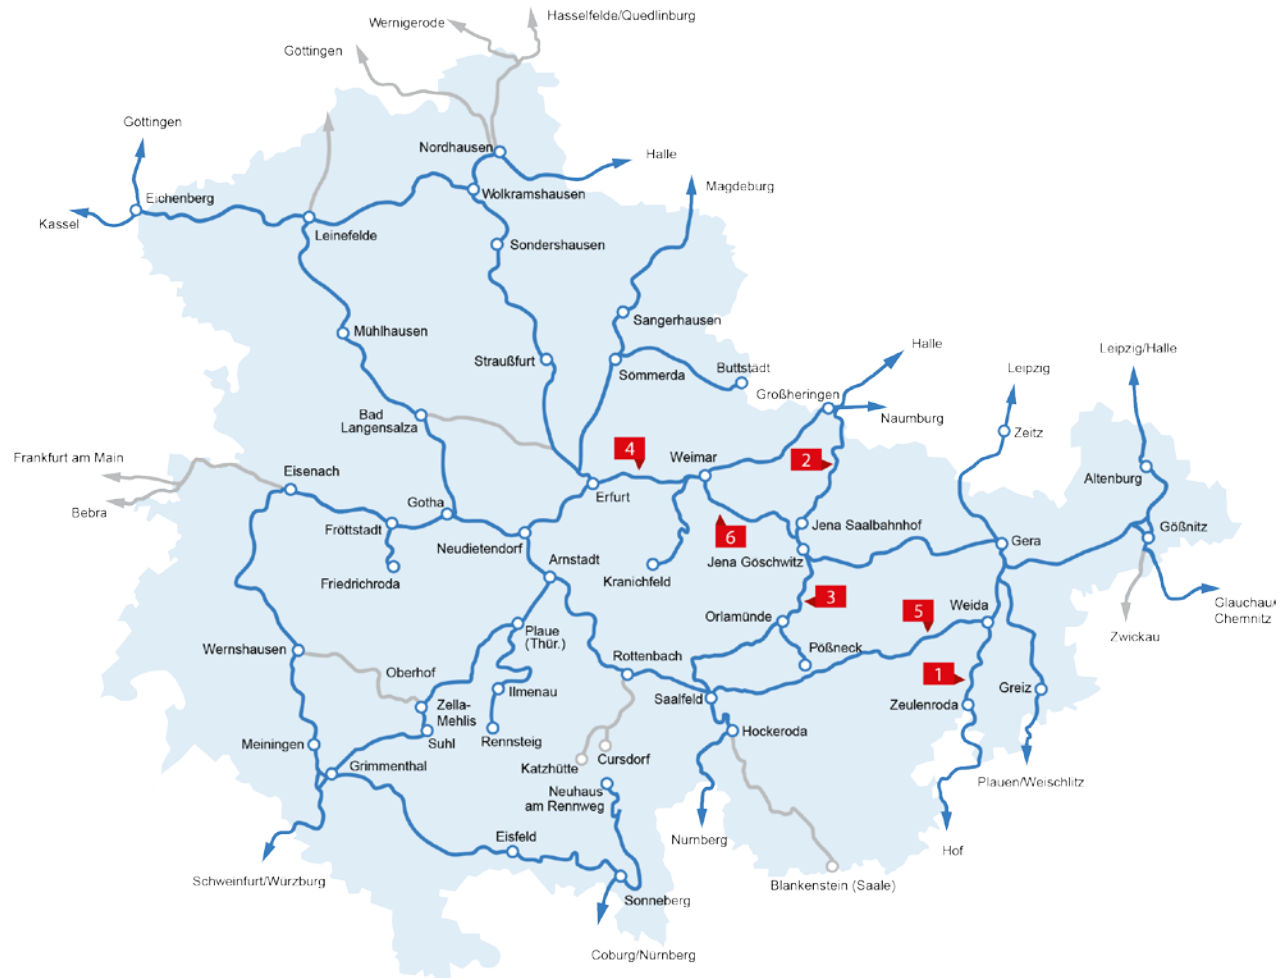 Hasselfelde/Quedlinburg
Wernigerode
Göttingen
Göttingen
Nordhausen
Halle
Magdeburg
Eichenberg
Wolkramshausen
Kassel
Leinefelde
Sondershausen
Sangerhausen
Mühlhausen
Straußfurt
Sömmerda
Buttstädt
Halle
Leipzig/Halle
Leipzig
Großheringen
Naumburg
Bad
Langensalza
Zeitz
4
2
Frankfurt am Main
Eisenach
Weimar
Altenburg
Bebra
Gotha
Erfurt
Fröttstadt
Jena Saalbahnhof
Gößnitz
6
Neudietendorf
Gera
Arnstadt
Jena Göschwitz
Friedrichroda
Kranichfeld
3
5
Weida
Glauchau/
Chemnitz
Orlamünde
Zwickau
Plaue
(Thür.)
Wernshausen
Pößneck
Rottenbach
Oberhof
1
Ilmenau
Saalfeld
Zeulenroda
Greiz
Zella-
Mehlis
Suhl
Rennsteig
Hockeroda
Meiningen
Grimmenthal
Katzhütte
Cursdorf
Plauen/Weischlitz
Neuhaus
am Rennweg
Eisfeld
Nürnberg
Hof
Schweinfurt/Würzburg
Blankenstein (Saale)
Sonneberg
Coburg/Nürnberg